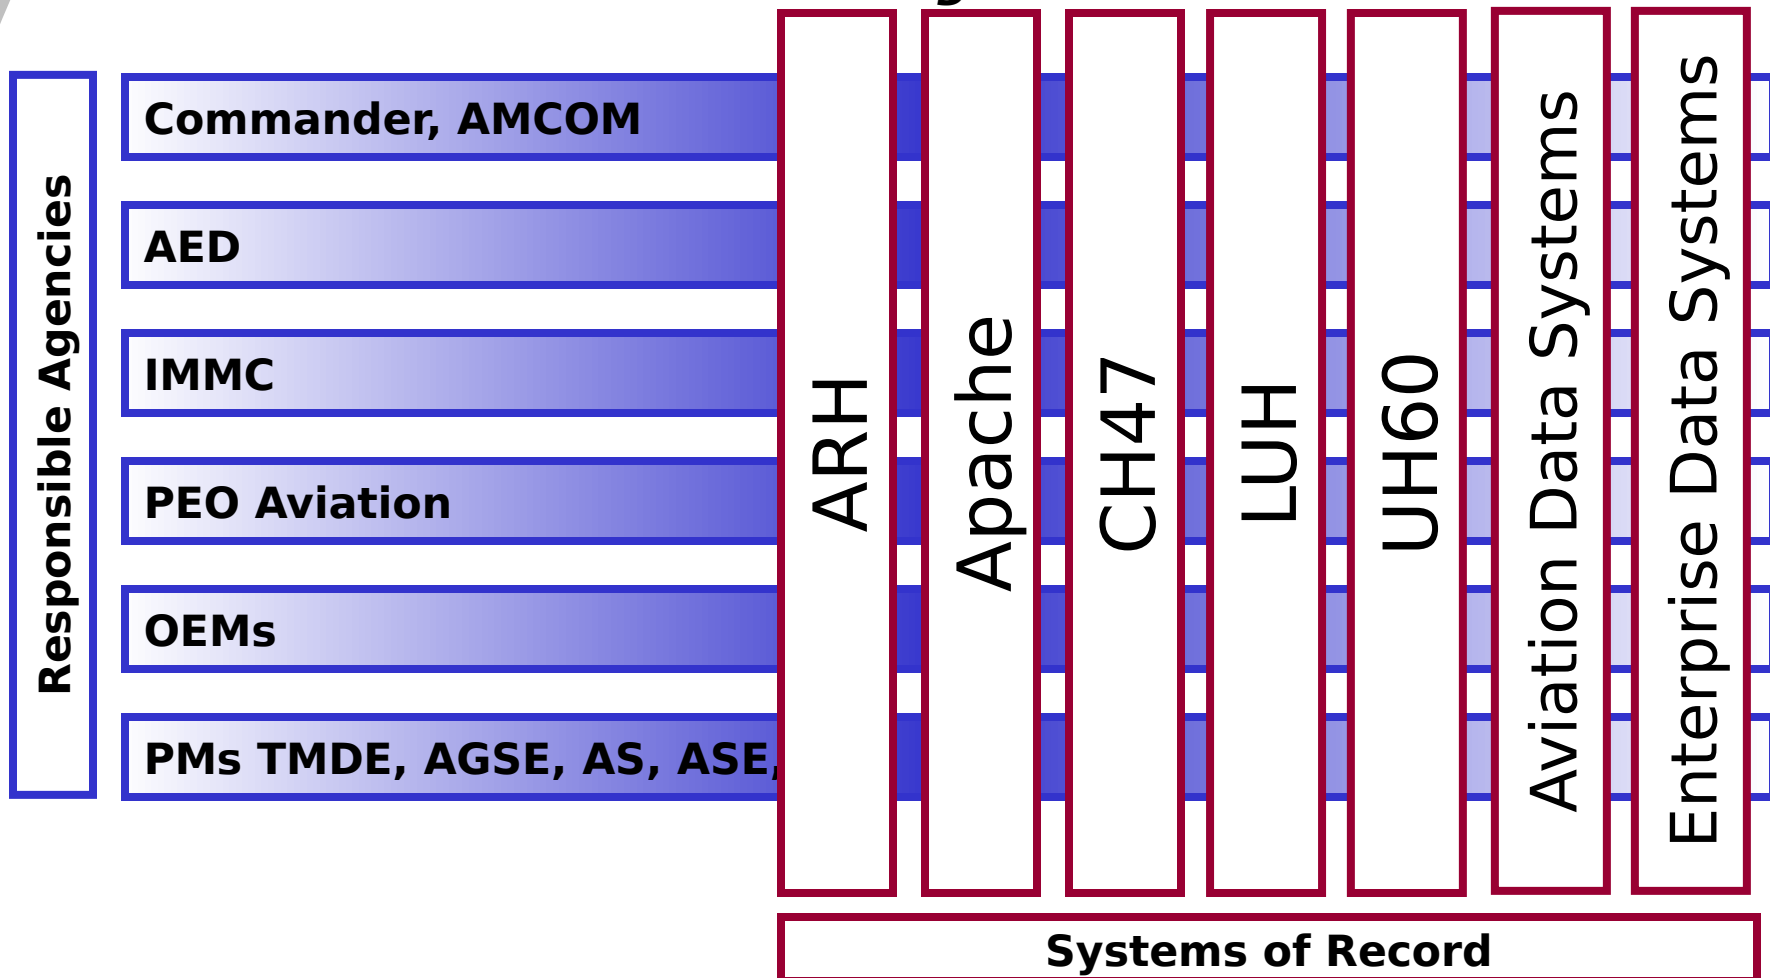 Responsible Agencies
Commander, AMCOM
AED
IMMC
PEO Aviation
OEMs
PMs TMDE, AGSE, AS, ASE,
ARH
Apache
CH47
LUH
UH60
Aviation Data Systems
Enterprise Data Systems
Systems of Record